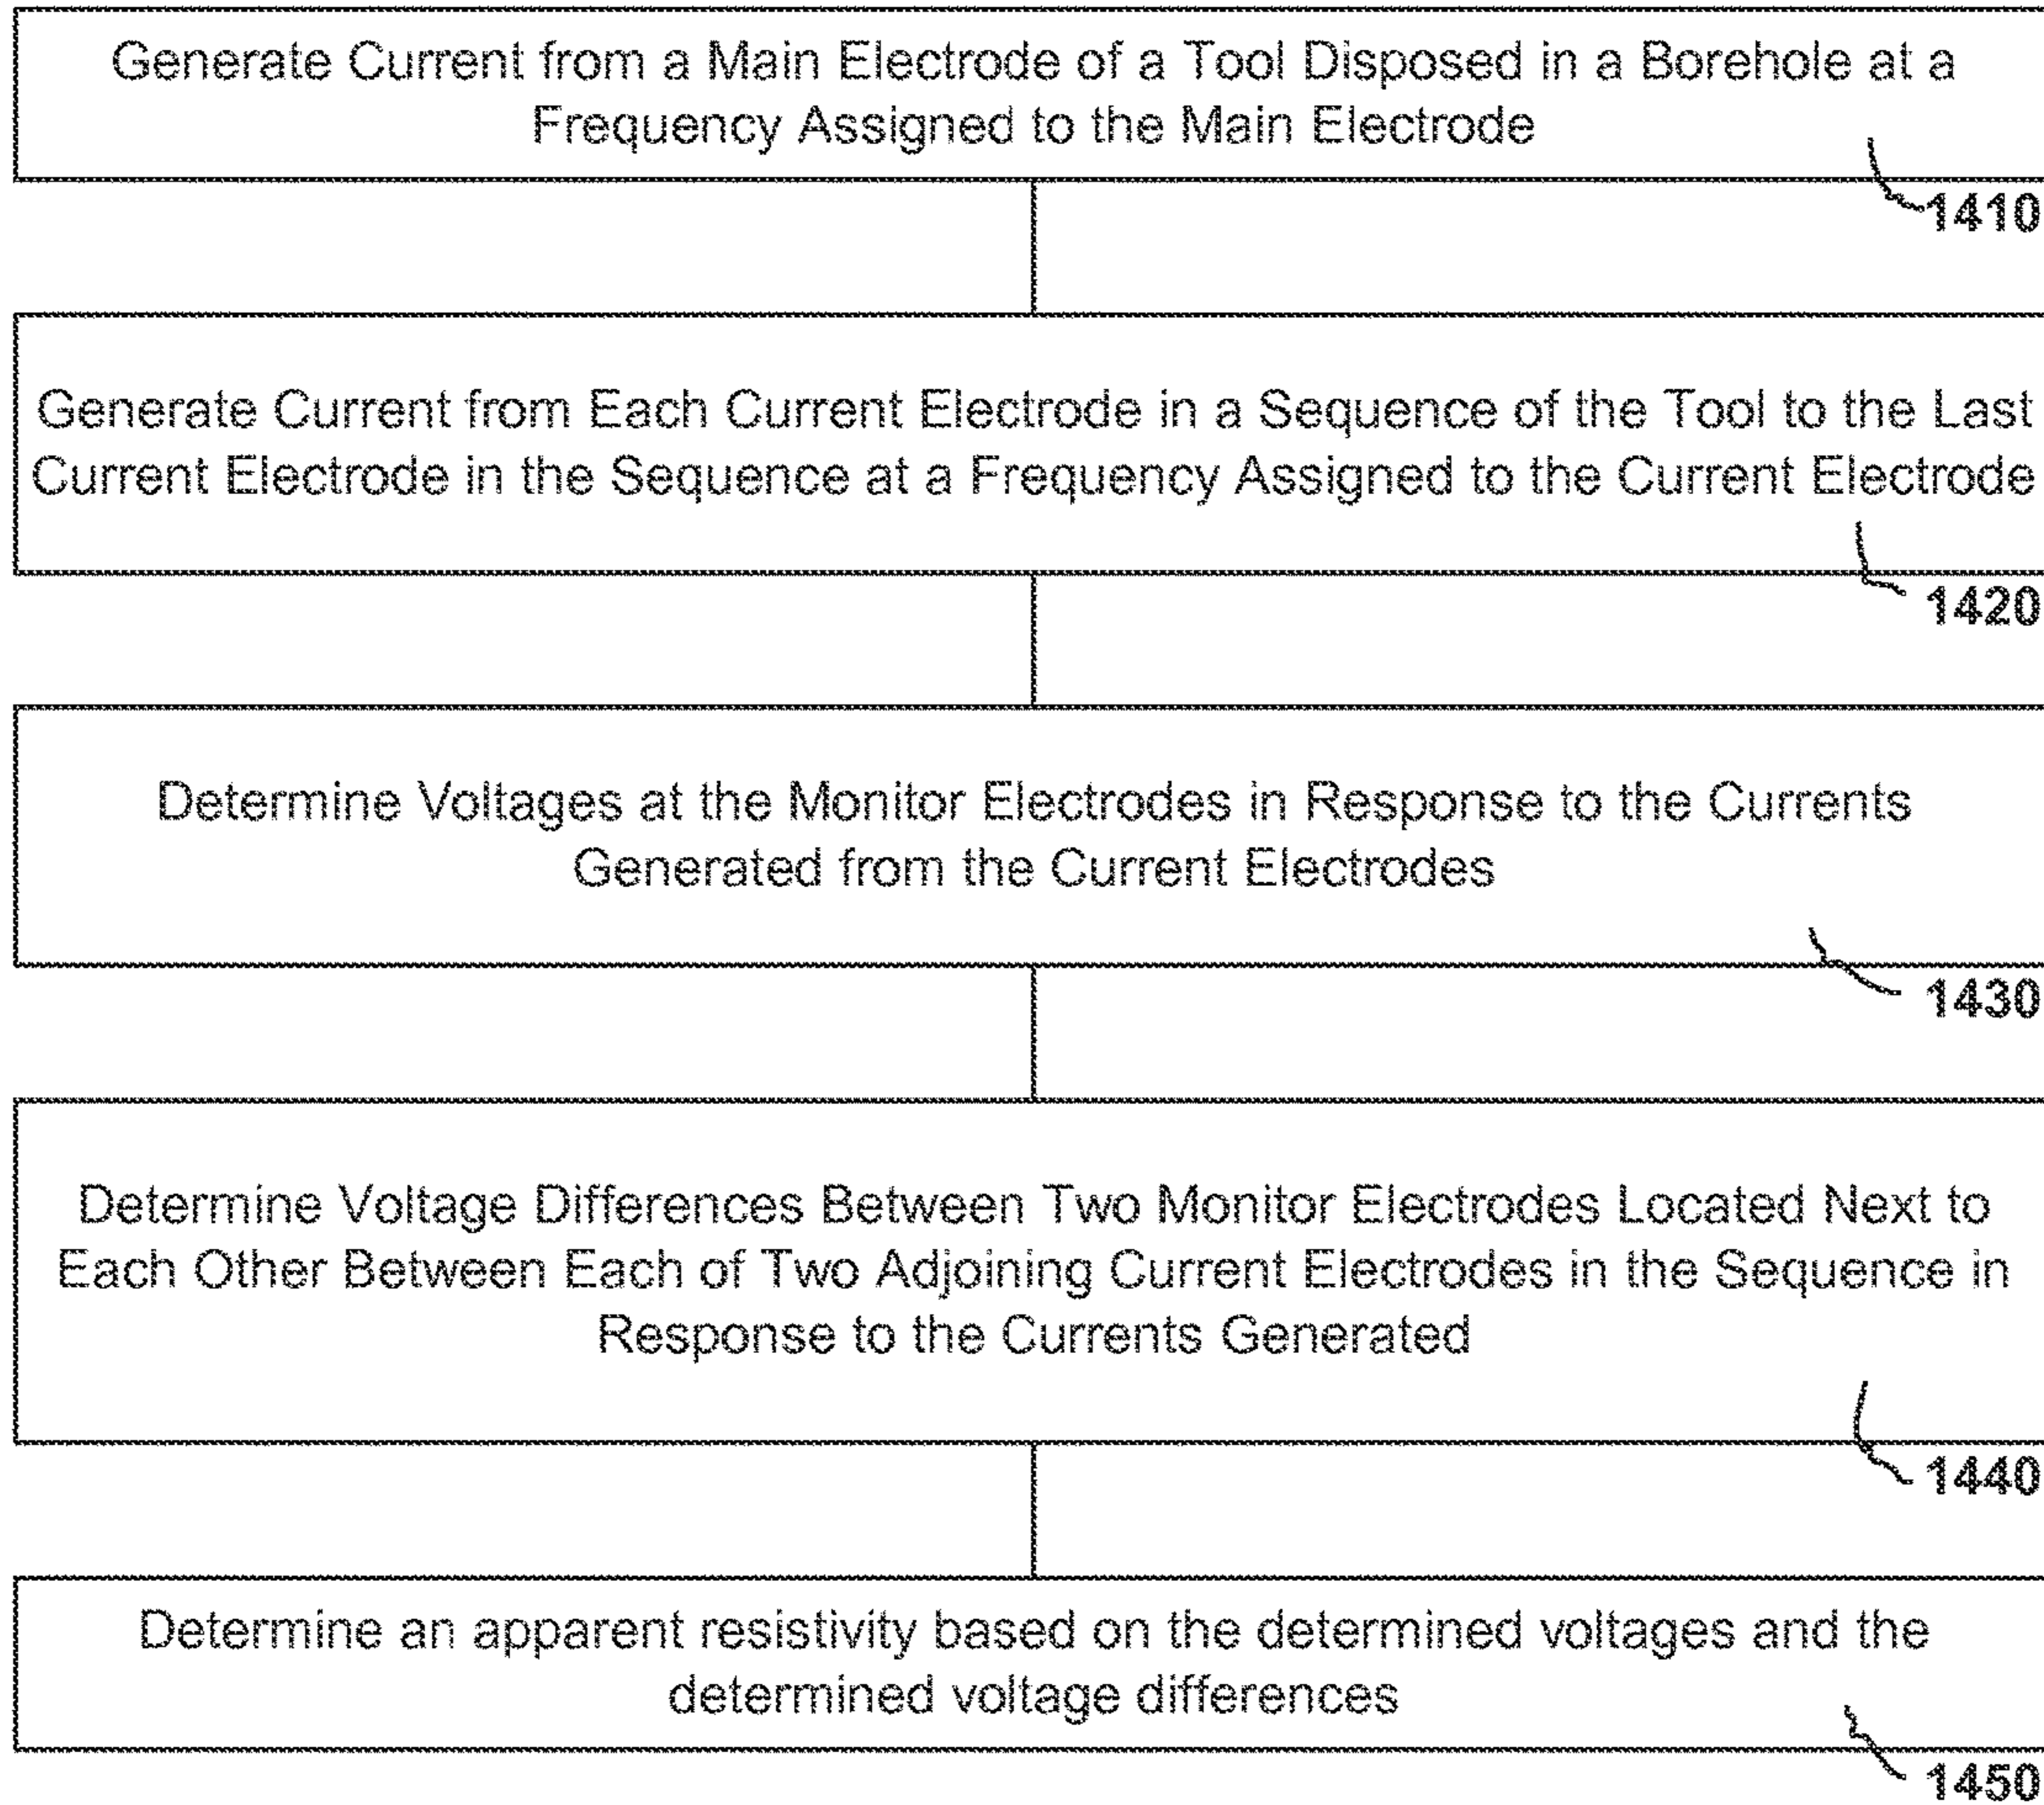 Generate Current from a Main Electrode of a Tool Disposed in a Borehole at a
Frequency Assigned to the Main Electrode
1410
Generate Current from Each Current Electrode in a Sequence of the Tool to the Last
Current Electrode in the Sequence at a Frequency Assigned to the Current Electrode
1420
Determine Voltages at the Monitor Electrodes in Response to the Currents
Generated from the Current Electrodes
1430
Determine Voltage Differences Between Two Monitor Electrodes Located Next to
Each Other Between Each of Two Adjoining Current Electrodes in the Sequence in
Response to the Currents Generated
1440
Determine an apparent resistivity based on the determined voltages and the
determined voltage differences
1450